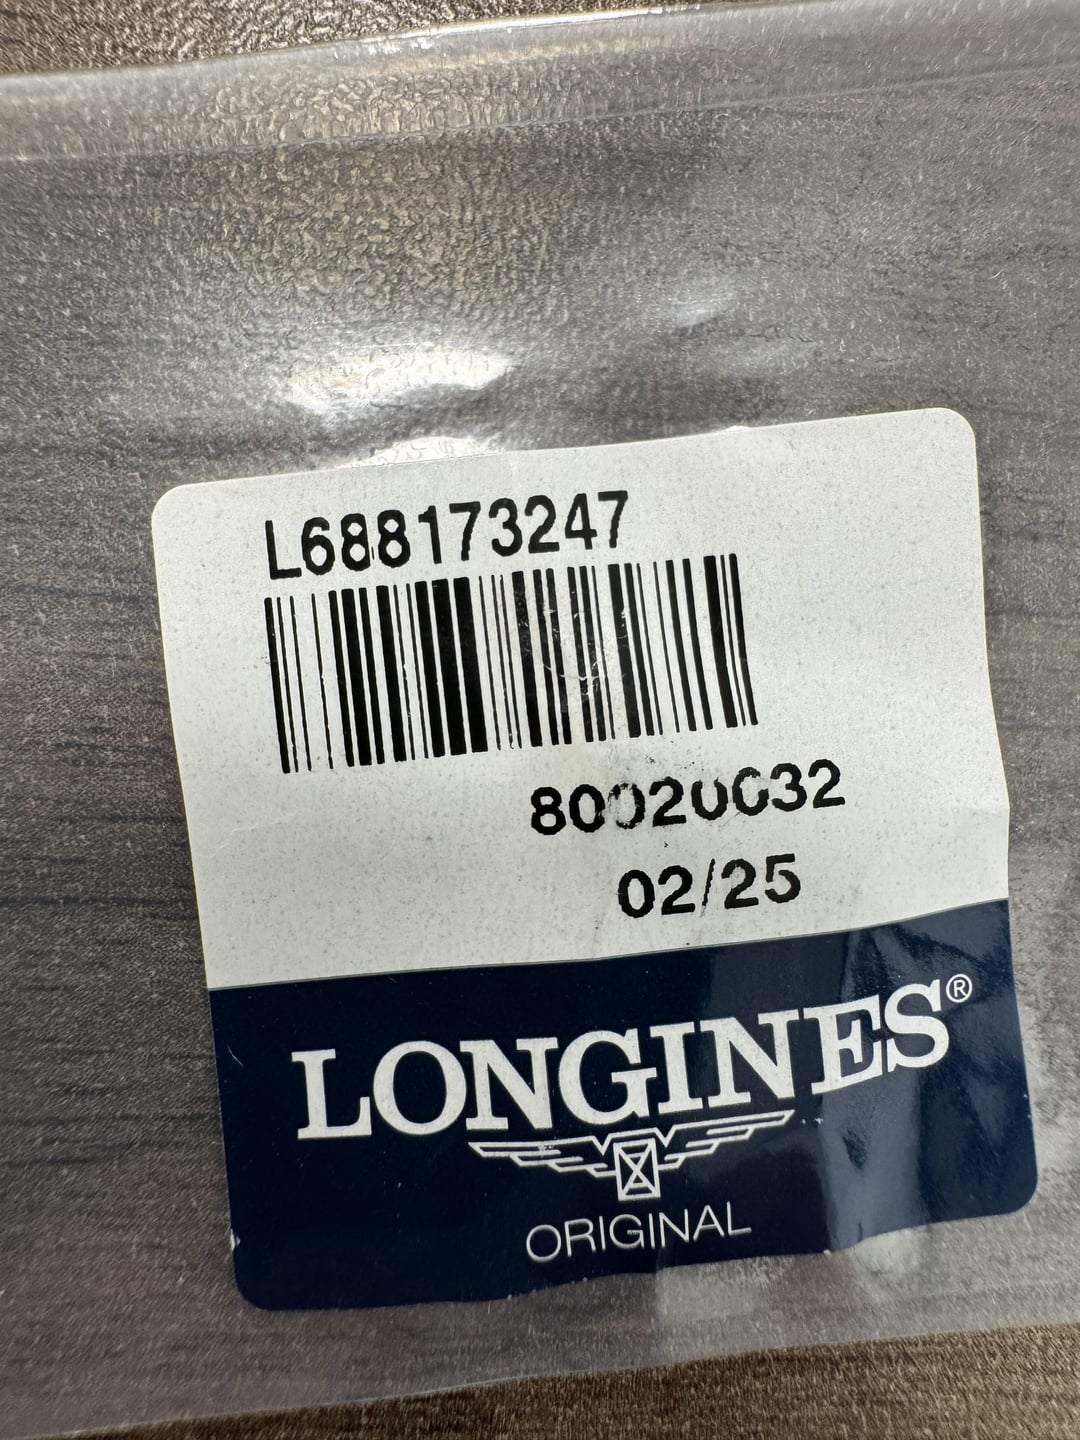 L688173247
80020032
02/25
LONGINES®
ORIGINAL